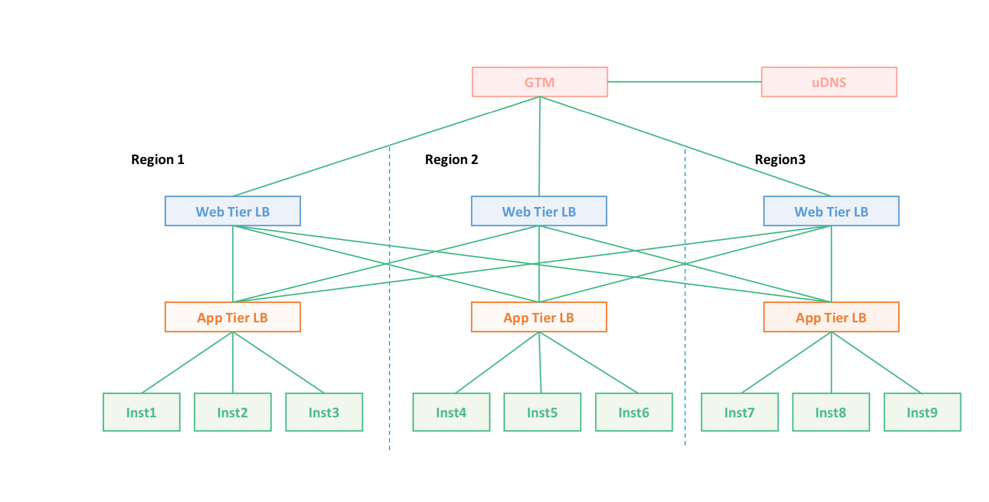 GTM
uDNS
Region 1
Region 2
Region3
Web Tier LB
Web Tier LB
Web Tier LB
App Tier LB
App Tier LB
App Tier LB
Inst1
Inst2
Inst3
Inst4
Inst5
Inst6
Inst7
Inst8
Inst9